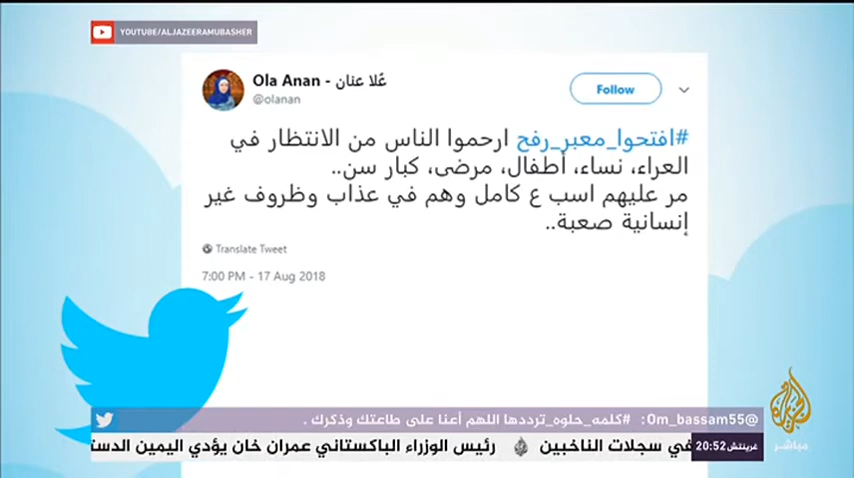 YOUTUBE/ALJAZEERAMUBASHER
Ola Anan - عُلا عنان
@olanan
Follow
#افتحوا_معبر_رفح ارحموا الناس من الانتظار في
العراء، نساء، أطفال، مرضى، كبار سن..
مر عليهم اسب ع كامل وهم في عذاب وظروف غير
إنسانية صعبة..
Translate Tweet
7:00 PM - 17 Aug 2018
@Om_bassam55: #كلمه_حلوه_ترددها اللهم أعنا على طاعتك وذكرك .
غرينتش 20:52
في سجلات الناخبين
رئيس الوزراء الباكستاني عمران خان يؤدي اليمين الدست
الجزيرة
مباشر